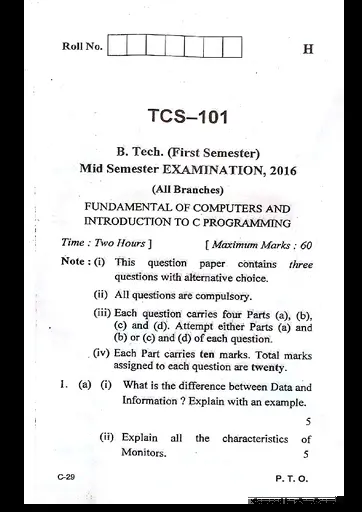 Roll No.
H
TCS–101
B. Tech. (First Semester)
Mid Semester EXAMINATION, 2016
(All Branches)
FUNDAMENTAL OF COMPUTERS AND
INTRODUCTION TO C PROGRAMMING
Time : Two Hours ] [ Maximum Marks : 60
Note : (i) This question paper contains three
questions with alternative choice.
(ii) All questions are compulsory.
(iii) Each question carries four Parts (a), (b),
(c) and (d). Attempt either Parts (a) and
(b) or (c) and (d) of each question.
(iv) Each Part carries ten marks. Total marks
assigned to each question are twenty.
1. (a) (i) What is the difference between Data and
Information ? Explain with an example.
5
(ii) Explain all the characteristics of
Monitors. 5
C-29 P. T. O.